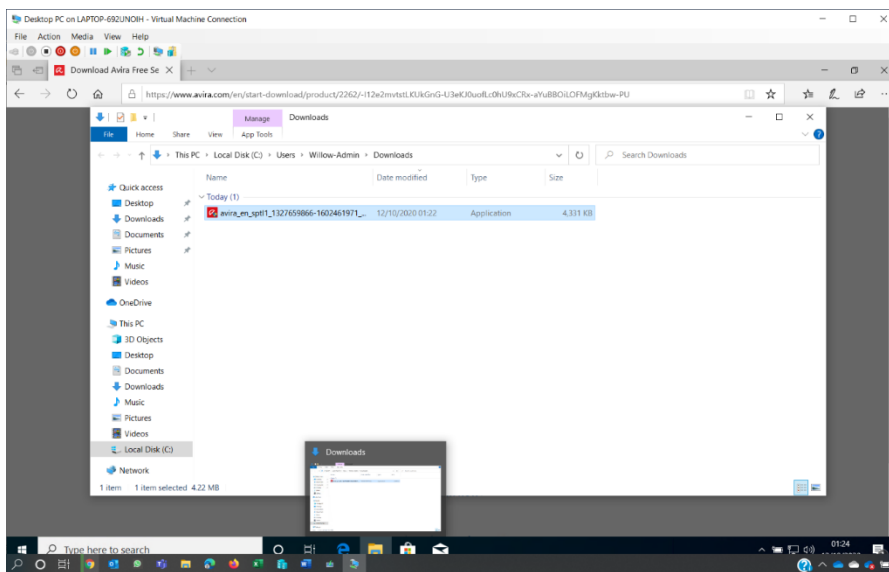 Desktop PC on LAPTOP-692UNOIH - Virtual Machine Connection
File Action Media View Help
Download Avira Free Se
https://www.avira.com/en/start-download/product/2262/
Manage Downloads
File Home Share View App Tools
This PC Local Disk (C:) Users Willow-Admin Downloads Search Downloads
Name Date modified Type Size
Quick access
Today (1)
Desktop
avira_en_sptl1_1327659866-1602461971_... 12/10/2020 01:22 Application 4,331 KB
Downloads
Documents
Pictures
Music
Videos
OneDrive
This PC
3D Objects
Desktop
Documents
Downloads
Music
Pictures
Videos
Local Disk (C:)
Network
Downloads
1 item 1 item selected 4.22 MB
Type here to search
01:24